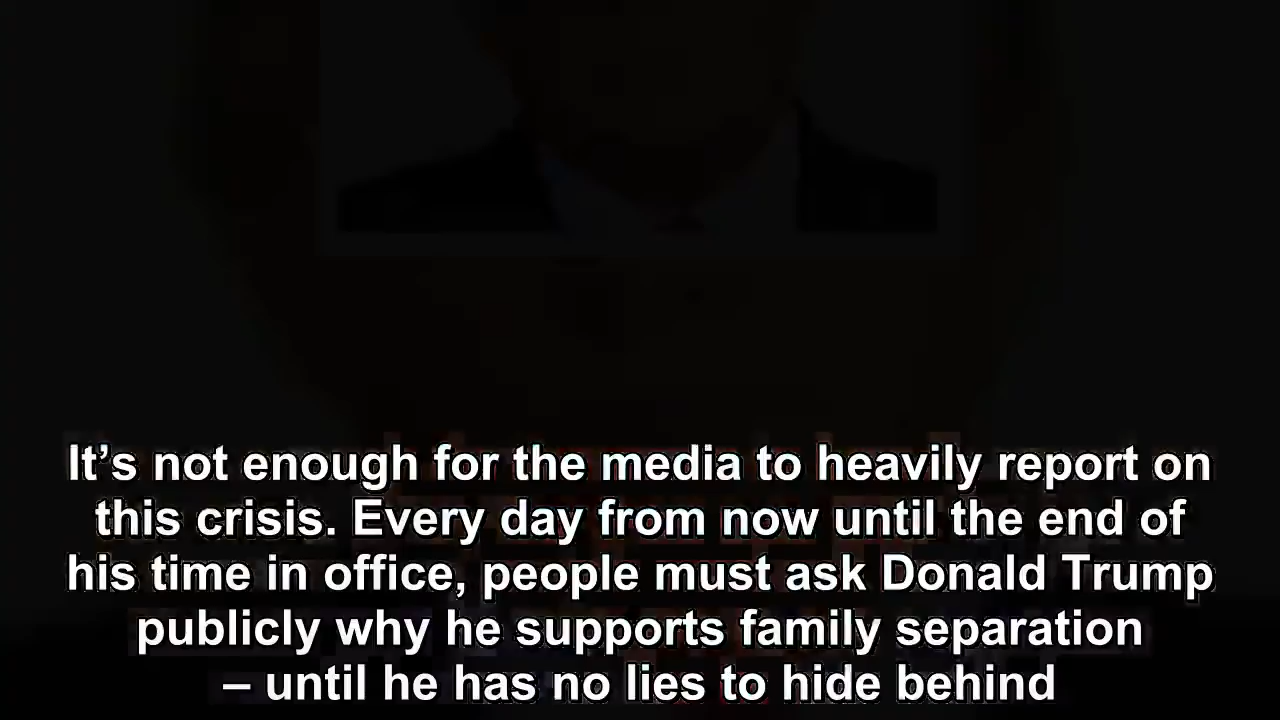 It’s not enough for the media to heavily report on
this crisis. Every day from now until the end of
his time in office, people must ask Donald Trump
publicly why he supports family separation
– until he has no lies to hide behind